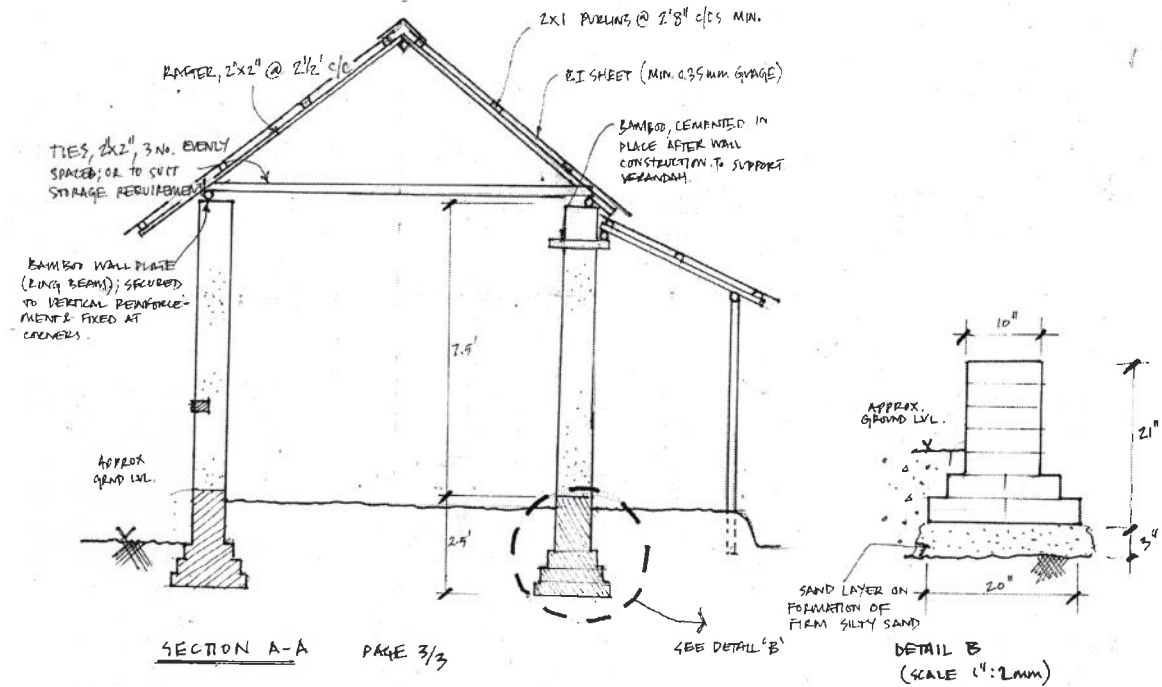 2X1 PURLINS @ 2'8" C/CS MIN.
RAFTER, 2"X2" @ 2½' C/C
CI SHEET (MIN. 0.35mm GUAGE)
BAMBOO, CEMENTED IN
PLACE AFTER WALL
CONSTRUCTION. TO SUPPORT
VERANDAH.
TIES, 2"X2", 3 NO. EVENLY
SPACED; OR TO SUIT
STORAGE REQUIREMENT
BAMBOO WALL PLATE
(RING BEAM); SECURED
TO VERTICAL REINFORCE-
MENT & FIXED AT
CORNERS.
7.5'
APPROX
GRND LVL.
2.5'
10"
APPROX.
GROUND LVL.
21"
3"
20"
SAND LAYER ON
FORMATION OF
FIRM SILTY SAND
SEE DETAIL 'B'
SECTION A-A
PAGE 3/3
DETAIL B
(SCALE 1":2mm)